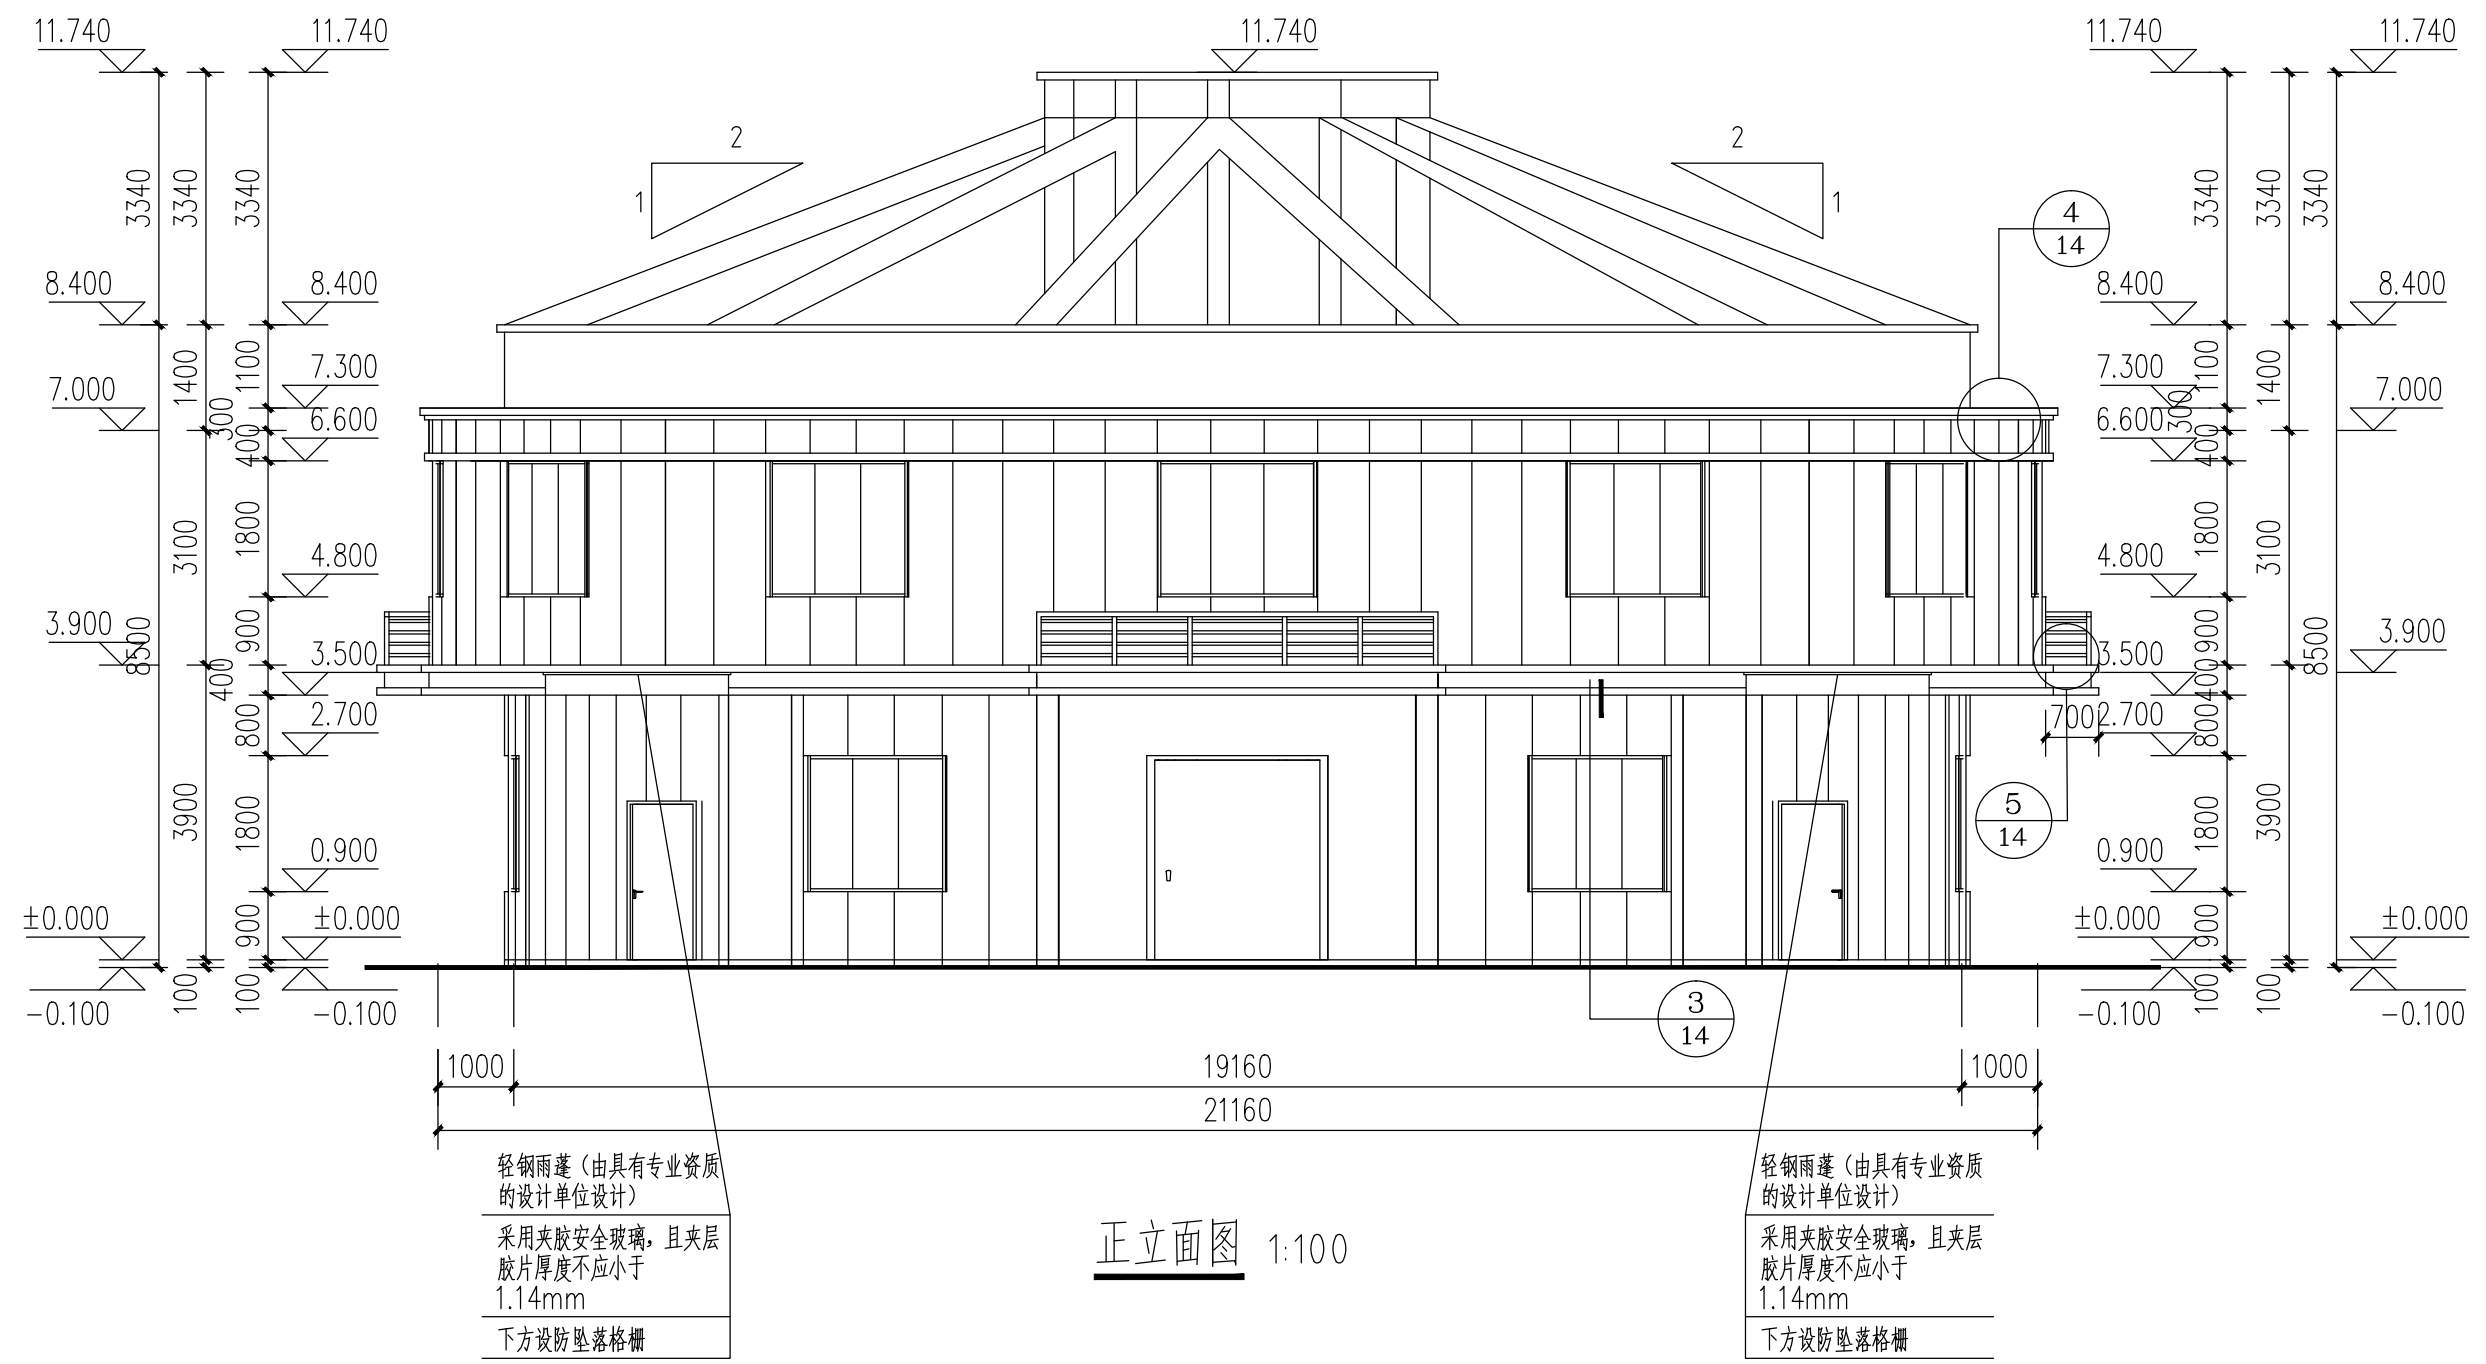 11.740 11.740 11.740 11.740 11.740
2 2
1 1
3340 3340 3340 3340 3340 3340
4
14
8.400 8.400 8.400 8.400
1400 1100 1100 1400
7.000 7.300 7.300 7.000
300 6.600 6.600 300
400 400
3100 1800 1800 3100
4.800 4.800
3.900 900 900 3.900
8500 8500
400 3.500 3.500 400
800 2.700 700 2.700 800
3900 1800 1800 3900
5
14
0.900 0.900
±0.000 900 ±0.000 ±0.000 900 ±0.000
-0.100 100 100 -0.100 -0.100 100 100 -0.100
3
14
1000 19160 1000
21160
轻钢雨蓬（由具有专业资质
的设计单位设计）
采用夹胶安全玻璃，且夹层
胶片厚度不应小于
1.14mm
下方设防坠落格栅
正立面图 1:100
轻钢雨蓬（由具有专业资质
的设计单位设计）
采用夹胶安全玻璃，且夹层
胶片厚度不应小于
1.14mm
下方设防坠落格栅